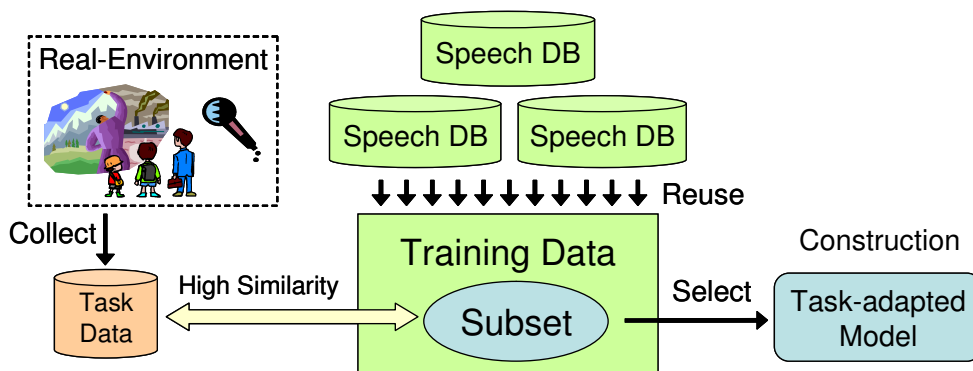 Real-Environment
Speech DB
Speech DB
Speech DB
Reuse
Collect
Training Data
Construction
Task
Data
High Similarity
Subset
Select
Task-adapted
Model